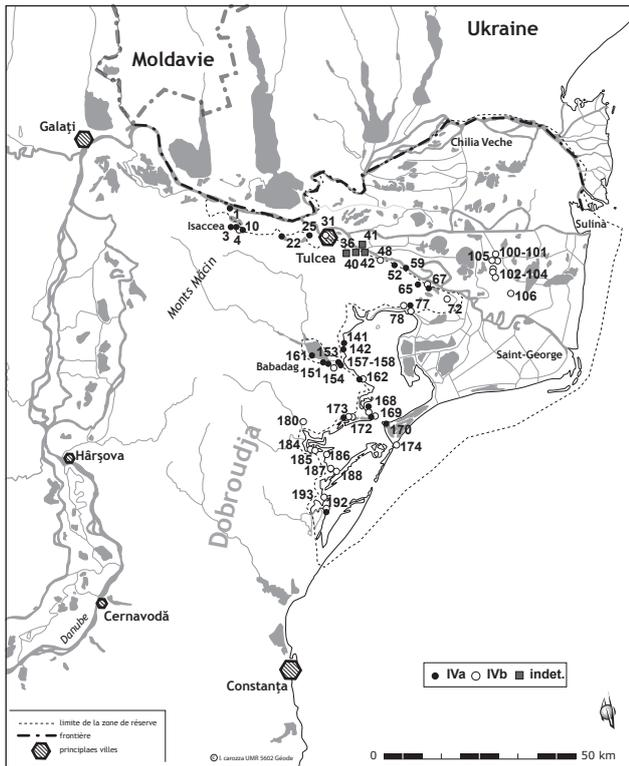 Ukraine
Moldavie
Galați
Chilia Veche
Isaccea
1
3
4
10
22
25
31
Tulcea
36
40
42
41
48
52
59
65
67
72
77
78
Sulinà
105
100-101
102-104
106
Saint-George
Monts Măcin
141
142
161
153
151
154
157-158
Babadag
162
168
173
169
172
170
180
174
184
185
186
187
188
193
192
Hârșova
Dobroudja
Cernavodă
Danube
Constanța
IVa
IVb
indet.
limite de la zone de réserve
frontière
principlaes villes
© l. carozza UMR 5602 Géode
0
50 km